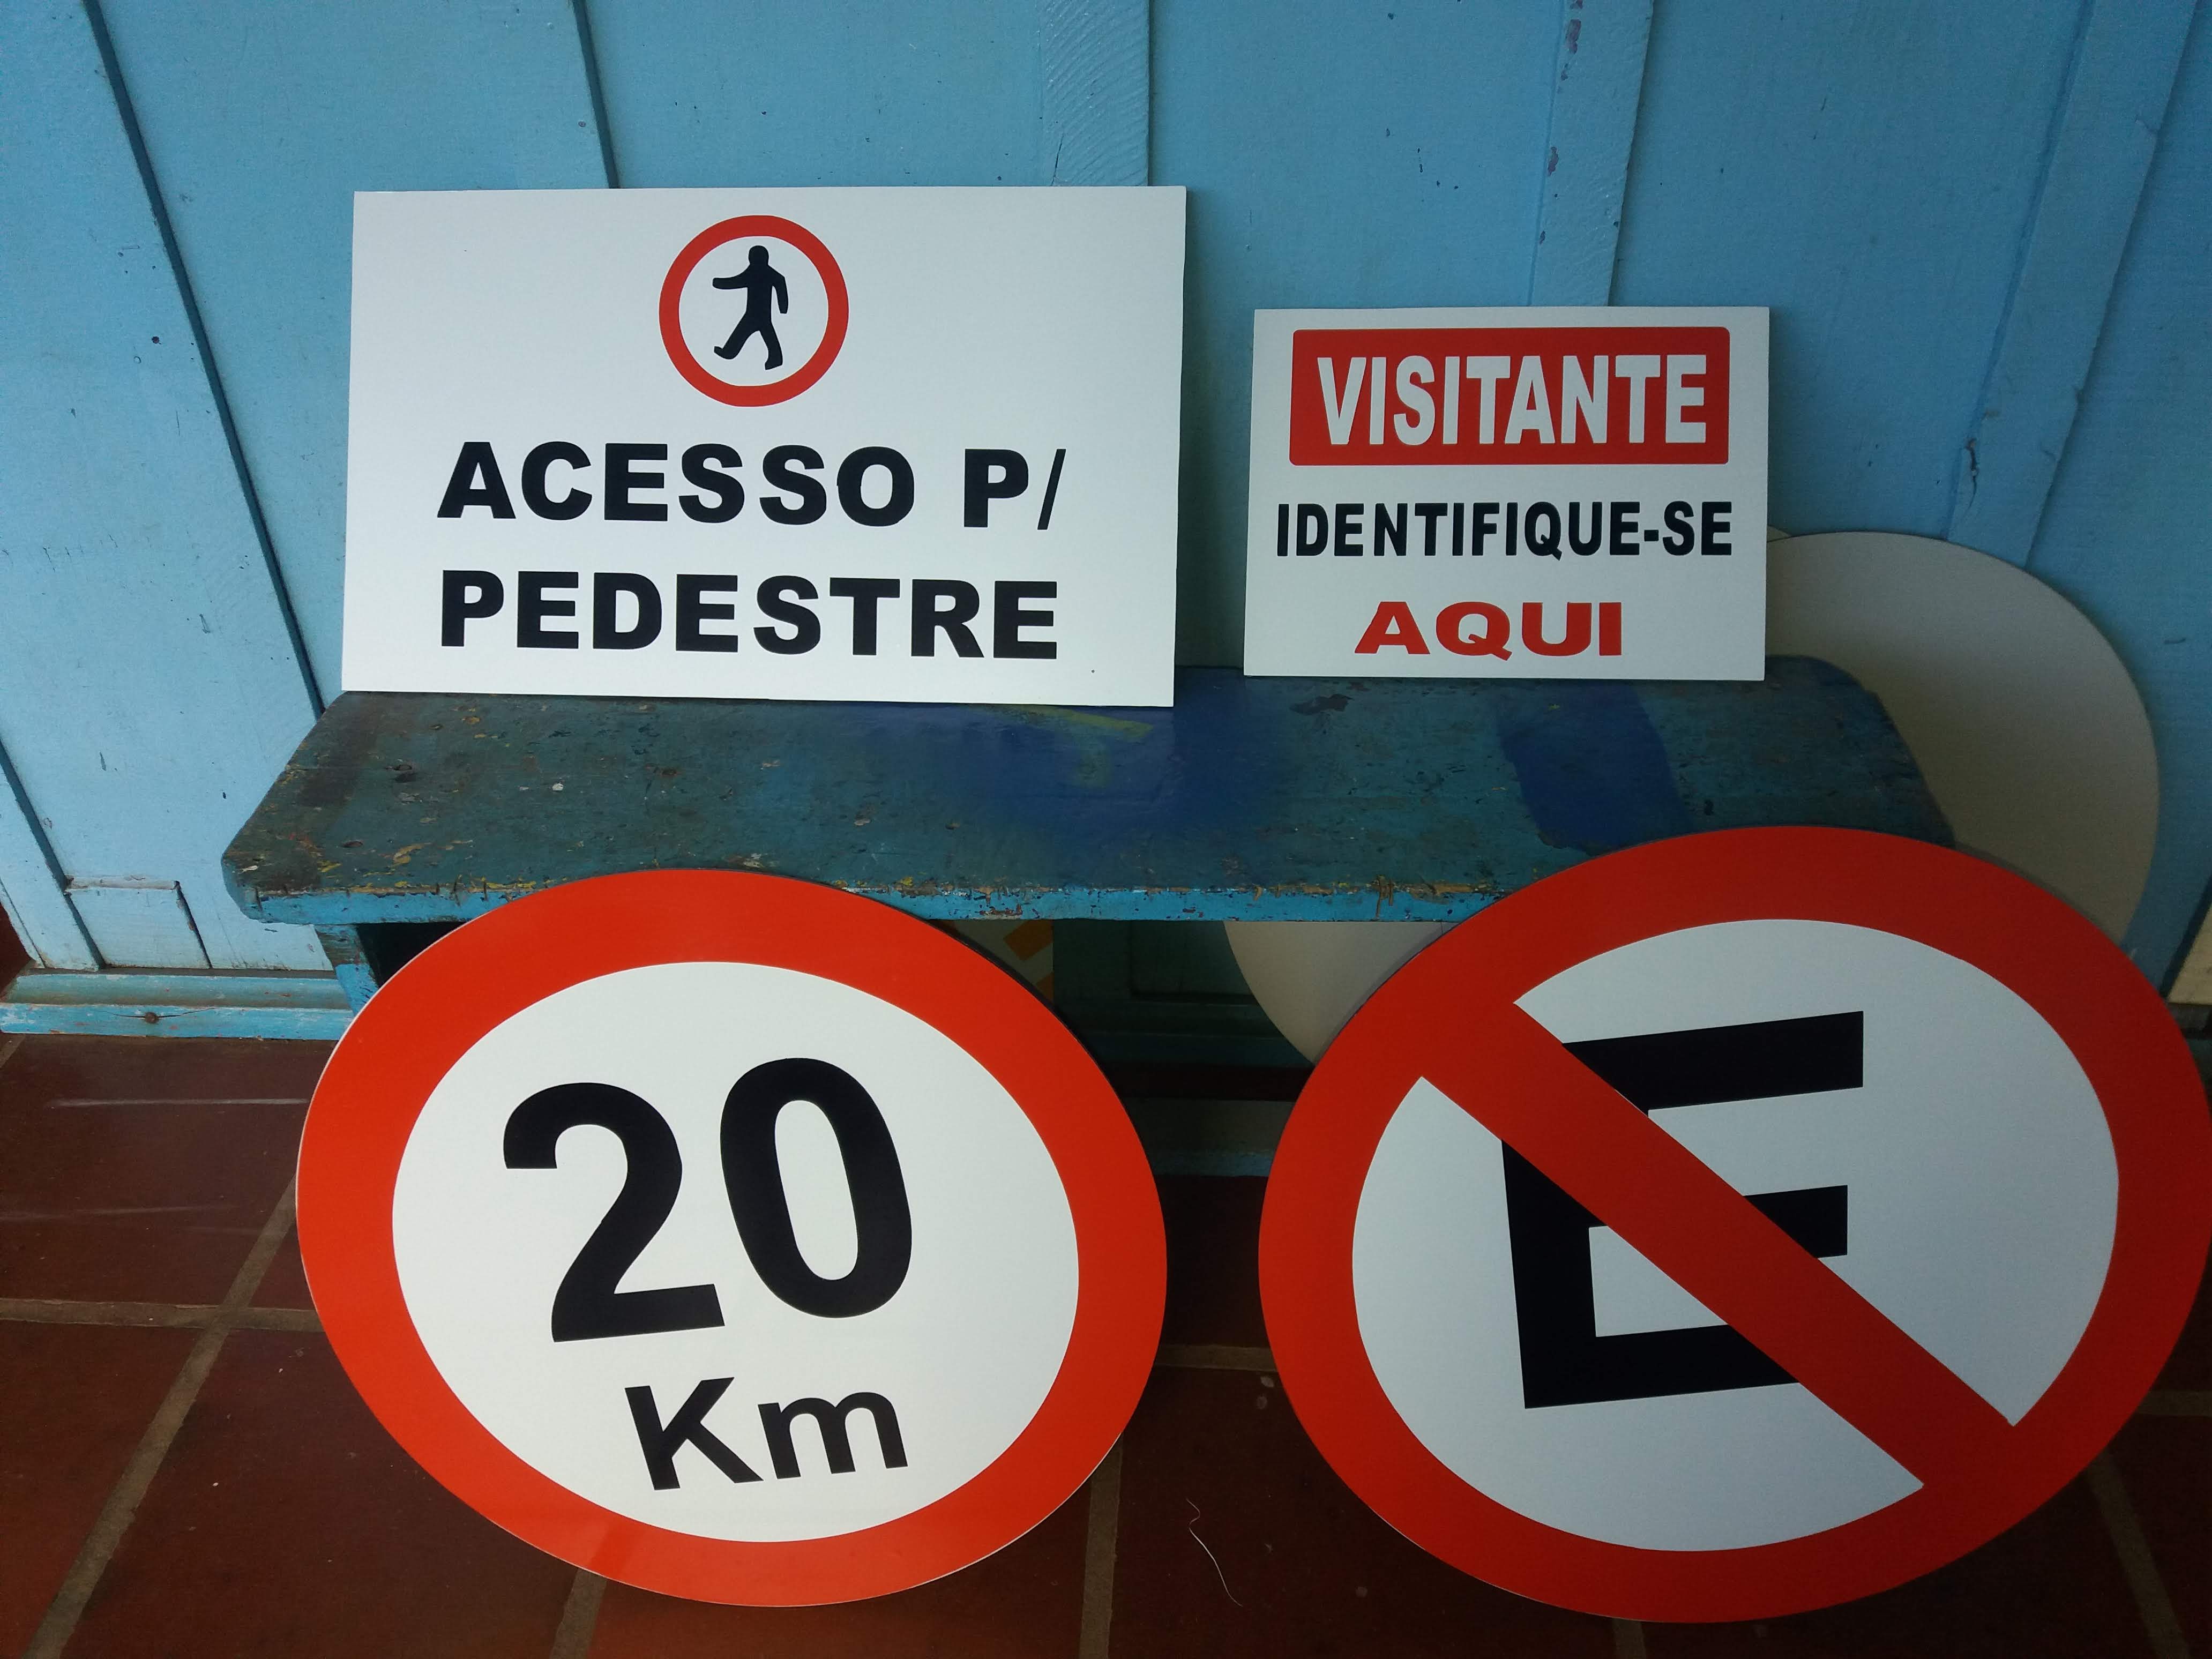 ACESSO P/
PEDESTRE
VISITANTE
IDENTIFIQUE-SE
AQUI
20
Km
E